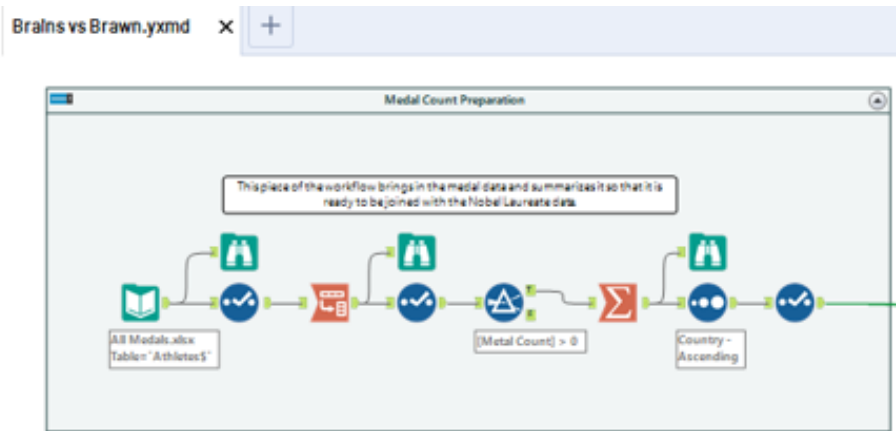 BraIns vs Brawn.yxmd
Medal Count Preparation
This piece of the workflow brings in the medal data and summarizes it so that it is
ready to be joined with the Nobel Laureate data.
T
F
All Medals.xlsx
Table=`Athletes$`
[Metal Count] > 0
Country -
Ascending